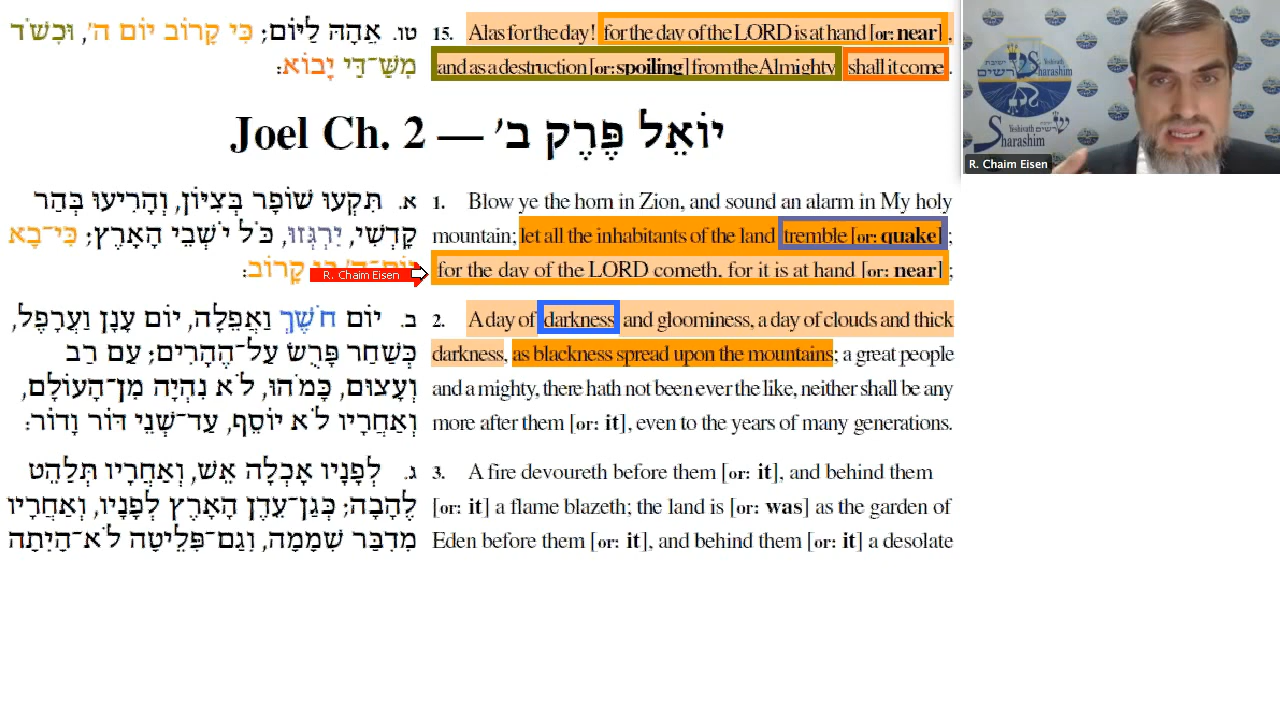 טו. אֲהָהּ לַיּוֹם; כִּי קָרוֹב יוֹם ה', וּכְשֹׁד
מִשַּׁדַּי יָבוֹא:
15. Alas for the day! for the day of the LORD is at hand [or: near],
and as a destruction [or: spoiling] from the Almighty shall it come.
Joel Ch. 2 — יוֹאֵל פֶּרֶק ב'
א. תִּקְעוּ שׁוֹפָר בְּצִיּוֹן, וְהָרִיעוּ בְּהַר
קָדְשִׁי, יִרְגְּזוּ, כֹּל יֹשְׁבֵי הָאָרֶץ; כִּי־בָא
קָרוֹב:
1. Blow ye the horn in Zion, and sound an alarm in My holy
mountain; let all the inhabitants of the land tremble [or: quake];
for the day of the LORD cometh, for it is at hand [or: near];
ב. יוֹם חֹשֶׁךְ וַאֲפֵלָה, יוֹם עָנָן וַעֲרָפֶל,
כְּשַׁחַר פָּרֻשׂ עַל־הֶהָרִים; עַם רַב
וְעָצוּם, כָּמֹהוּ, לֹא נִהְיָה מִן־הָעוֹלָם,
וְאַחֲרָיו לֹא יוֹסֵף, עַד־שְׁנֵי דּוֹר וָדוֹר:
2. A day of darkness and gloominess, a day of clouds and thick
darkness, as blackness spread upon the mountains; a great people
and a mighty, there hath not been ever the like, neither shall be any
more after them [or: it], even to the years of many generations.
ג. לְפָנָיו אָכְלָה אֵשׁ, וְאַחֲרָיו תְּלַהֵט
לֶהָבָה; כְּגַן־עֵדֶן הָאָרֶץ לְפָנָיו, וְאַחֲרָיו
מִדְבַּר שְׁמָמָה, וְגַם־פְּלֵיטָה לֹא־הָיְתָה
3. A fire devoureth before them [or: it], and behind them
[or: it] a flame blazeth; the land is [or: was] as the garden of
Eden before them [or: it], and behind them [or: it] a desolate
R. Chaim Eisen
Yeshivath
Sharashim
Yeshivath שרשים
Sharashim
R. Chaim Eisen